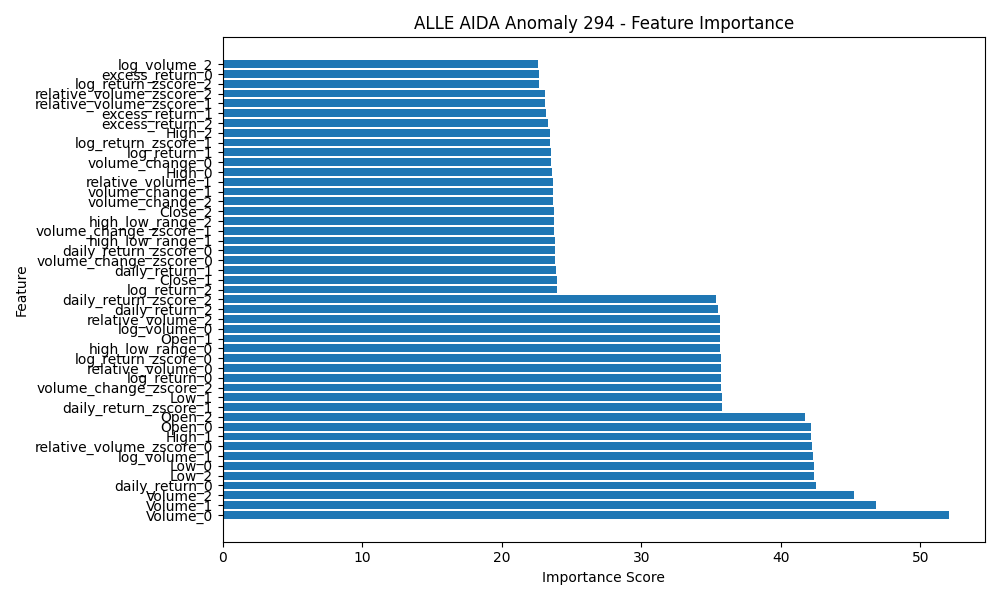 ALLE AIDA Anomaly 294 - Feature Importance
log_volume_2
excess_return_0
log_return_zscore_2
relative_volume_zscore_2
relative_volume_zscore_1
excess_return_1
excess_return_2
High_2
log_return_zscore_1
log_return_1
volume_change_0
High_0
relative_volume_1
volume_change_1
volume_change_2
Close_2
high_low_range_2
volume_change_zscore_1
high_low_range_1
daily_return_zscore_0
volume_change_zscore_0
daily_return_1
Close_1
log_return_2
daily_return_zscore_2
daily_return_2
relative_volume_2
log_volume_0
Open_1
high_low_range_0
log_return_zscore_0
relative_volume_0
log_return_0
volume_change_zscore_2
Low_1
daily_return_zscore_1
Open_2
Open_0
High_1
relative_volume_zscore_0
log_volume_1
Low_0
Low_2
daily_return_0
Volume_2
Volume_1
Volume_0
Feature
0 10 20 30 40 50
Importance Score